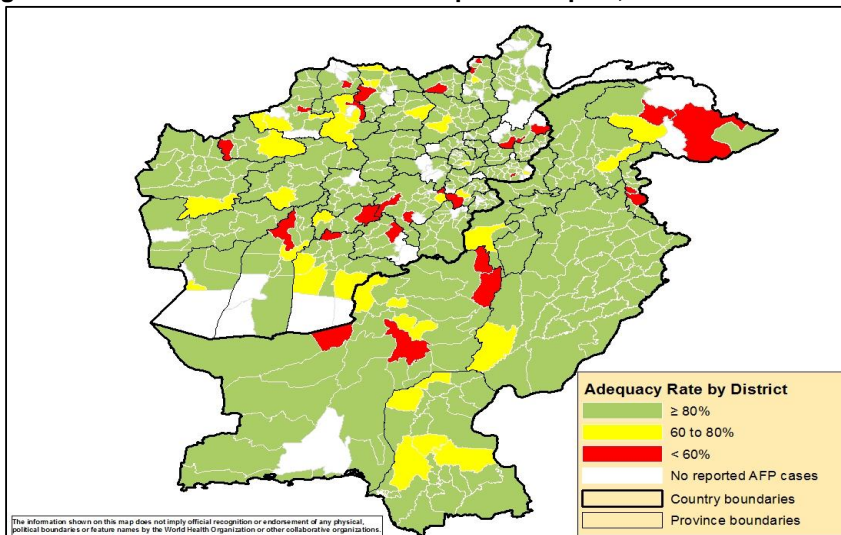 Adequacy Rate by District
≥ 80%
60 to 80%
< 60%
No reported AFP cases
Country boundaries
Province boundaries
The information shown on this map does not imply official recognition or endorsement of any physical,
political boundaries or feature names by the World Health Organization or other collaborative organizations.